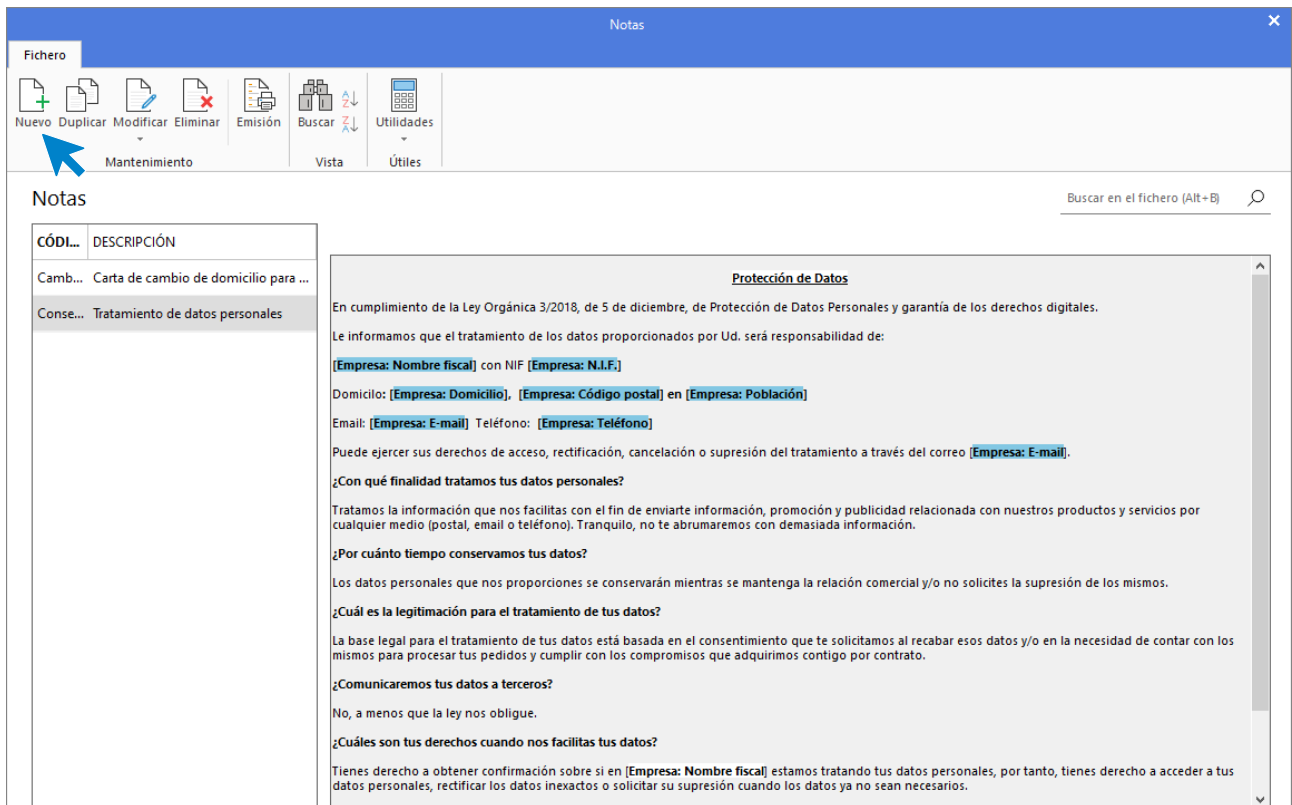 Notas
Fichero
Nuevo Duplicar Modificar Eliminar Emisión Buscar Utilidades
Mantenimiento Vista Útiles
Notas
Buscar en el fichero (Alt+B)
CÓDI... DESCRIPCIÓN
Camb... Carta de cambio de domicilio para ...
Conse... Tratamiento de datos personales
Protección de Datos
En cumplimiento de la Ley Orgánica 3/2018, de 5 de diciembre, de Protección de Datos Personales y garantía de los derechos digitales.
Le informamos que el tratamiento de los datos proporcionados por Ud. será responsabilidad de:
[Empresa: Nombre fiscal] con NIF [Empresa: N.I.F.]
Domicilo: [Empresa: Domicilio], [Empresa: Código postal] en [Empresa: Población]
Email: [Empresa: E-mail] Teléfono: [Empresa: Teléfono]
Puede ejercer sus derechos de acceso, rectificación, cancelación o supresión del tratamiento a través del correo [Empresa: E-mail].
¿Con qué finalidad tratamos tus datos personales?
Tratamos la información que nos facilitas con el fin de enviarte información, promoción y publicidad relacionada con nuestros productos y servicios por
cualquier medio (postal, email o teléfono). Tranquilo, no te abrumaremos con demasiada información.
¿Por cuánto tiempo conservamos tus datos?
Los datos personales que nos proporciones se conservarán mientras se mantenga la relación comercial y/o no solicites la supresión de los mismos.
¿Cuál es la legitimación para el tratamiento de tus datos?
La base legal para el tratamiento de tus datos está basada en el consentimiento que te solicitamos al recabar esos datos y/o en la necesidad de contar con los
mismos para procesar tus pedidos y cumplir con los compromisos que adquirimos contigo por contrato.
¿Comunicaremos tus datos a terceros?
No, a menos que la ley nos obligue.
¿Cuáles son tus derechos cuando nos facilitas tus datos?
Tienes derecho a obtener confirmación sobre si en [Empresa: Nombre fiscal] estamos tratando tus datos personales, por tanto, tienes derecho a acceder a tus
datos personales, rectificar los datos inexactos o solicitar su supresión cuando los datos ya no sean necesarios.